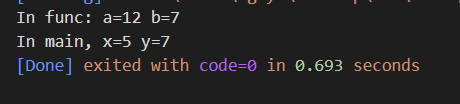 In func: a=12 b=7
In main, x=5 y=7
[Done] exited with code=0 in 0.693 seconds